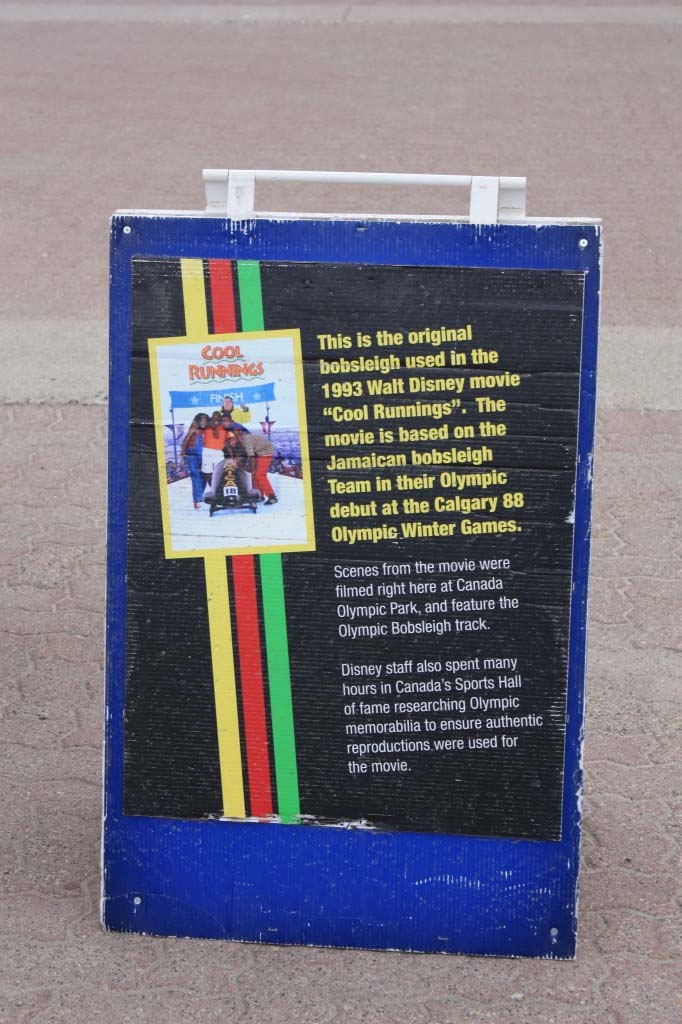 COOL
RUNNINGS
FINISH
18
This is the original
bobsleigh used in the
1993 Walt Disney movie
“Cool Runnings”. The
movie is based on the
Jamaican bobsleigh
Team in their Olympic
debut at the Calgary 88
Olympic Winter Games.
Scenes from the movie were
filmed right here at Canada
Olympic Park, and feature the
Olympic Bobsleigh track.
Disney staff also spent many
hours in Canada’s Sports Hall
of fame researching Olympic
memorabilia to ensure authentic
reproductions were used for
the movie.